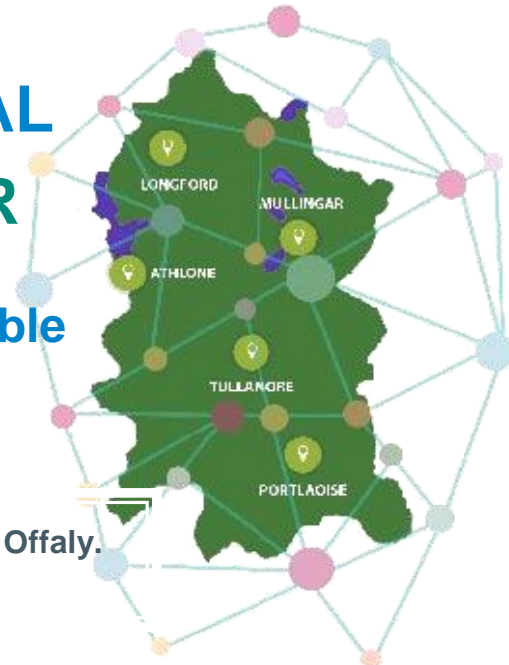 AL
LONGFORD
R
MULLINGAR
ATHLONE
ble
TULLAMORE
PORTLAOISE
Offaly.